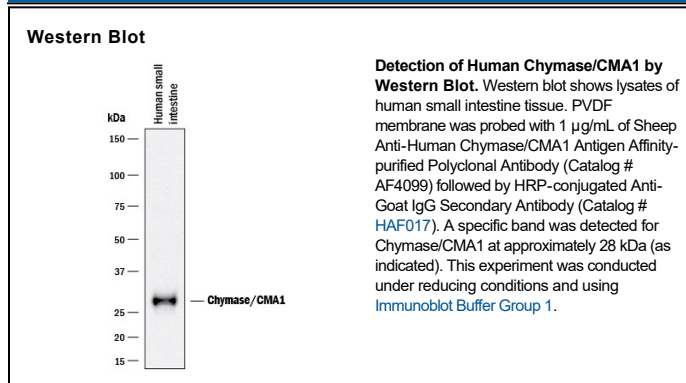 Western Blot
Human small
intestine
kDa
150
100
75
50
37
25
20
15
Chymase/CMA1
Detection of Human Chymase/CMA1 by
Western Blot. Western blot shows lysates of
human small intestine tissue. PVDF
membrane was probed with 1 µg/mL of Sheep
Anti-Human Chymase/CMA1 Antigen Affinity-
purified Polyclonal Antibody (Catalog #
AF4099) followed by HRP-conjugated Anti-
Goat IgG Secondary Antibody (Catalog #
HAF017). A specific band was detected for
Chymase/CMA1 at approximately 28 kDa (as
indicated). This experiment was conducted
under reducing conditions and using
Immunoblot Buffer Group 1.